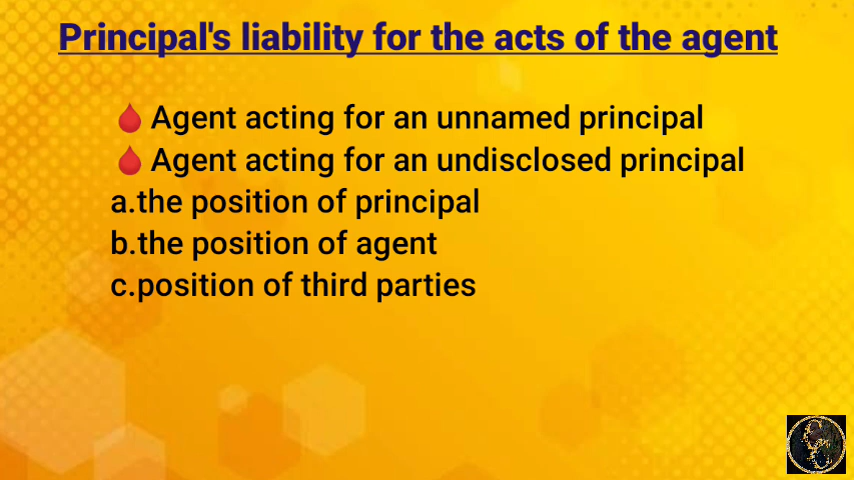 Principal's liability for the acts of the agent
Agent acting for an unnamed principal
Agent acting for an undisclosed principal
a.the position of principal
b.the position of agent
c.position of third parties